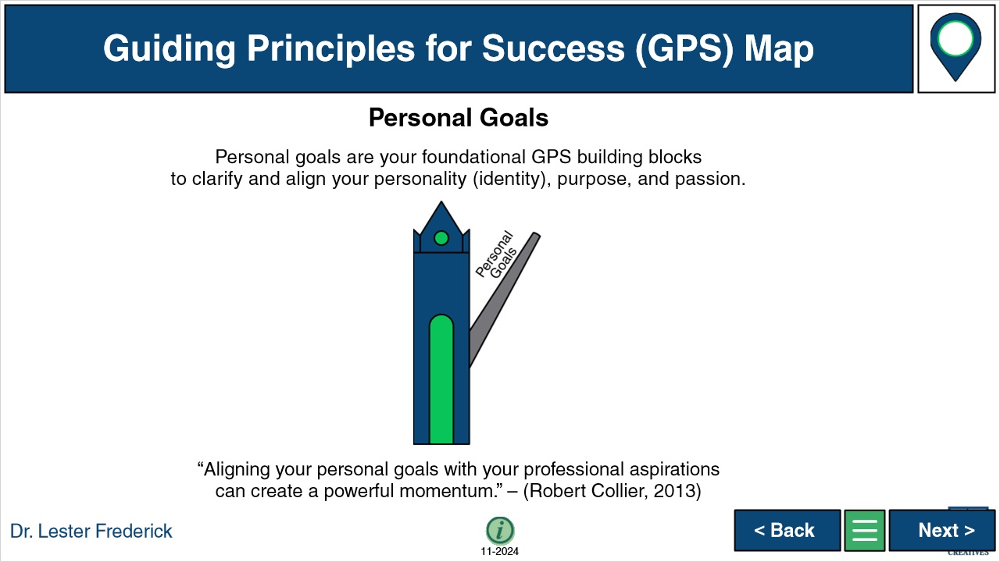 Guiding Principles for Success (GPS) Map
Personal Goals
Personal goals are your foundational GPS building blocks
to clarify and align your personality (identity), purpose, and passion.
Personal
Goals
“Aligning your personal goals with your professional aspirations
can create a powerful momentum.” – (Robert Collier, 2013)
Dr. Lester Frederick
i
11-2024
< Back
Next >
CREATIVES